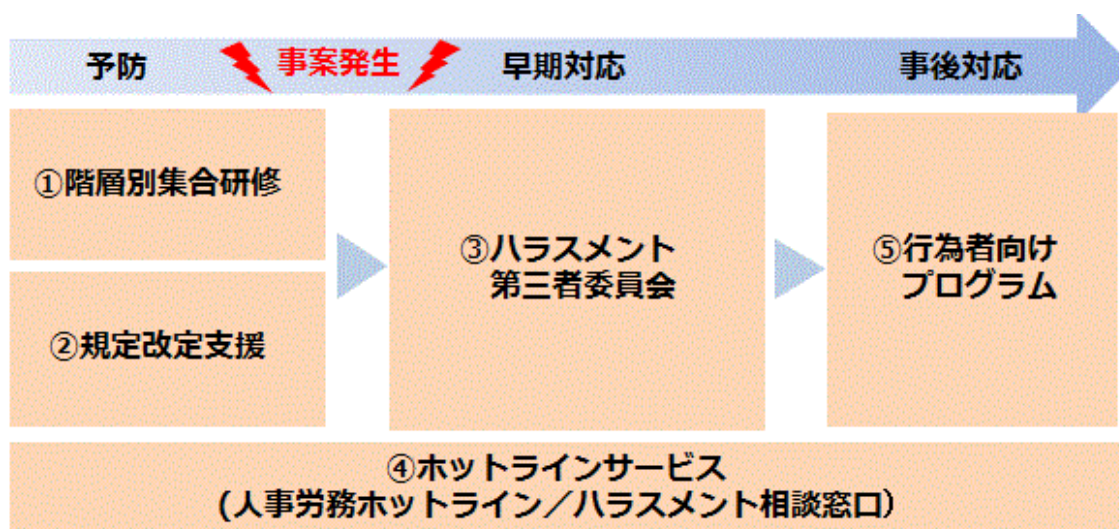 予防
事案発生
早期対応
事後対応
①階層別集合研修
②規定改定支援
③ハラスメント
第三者委員会
⑤行為者向け
プログラム
④ホットラインサービス
(人事労務ホットライン／ハラスメント相談窓口）